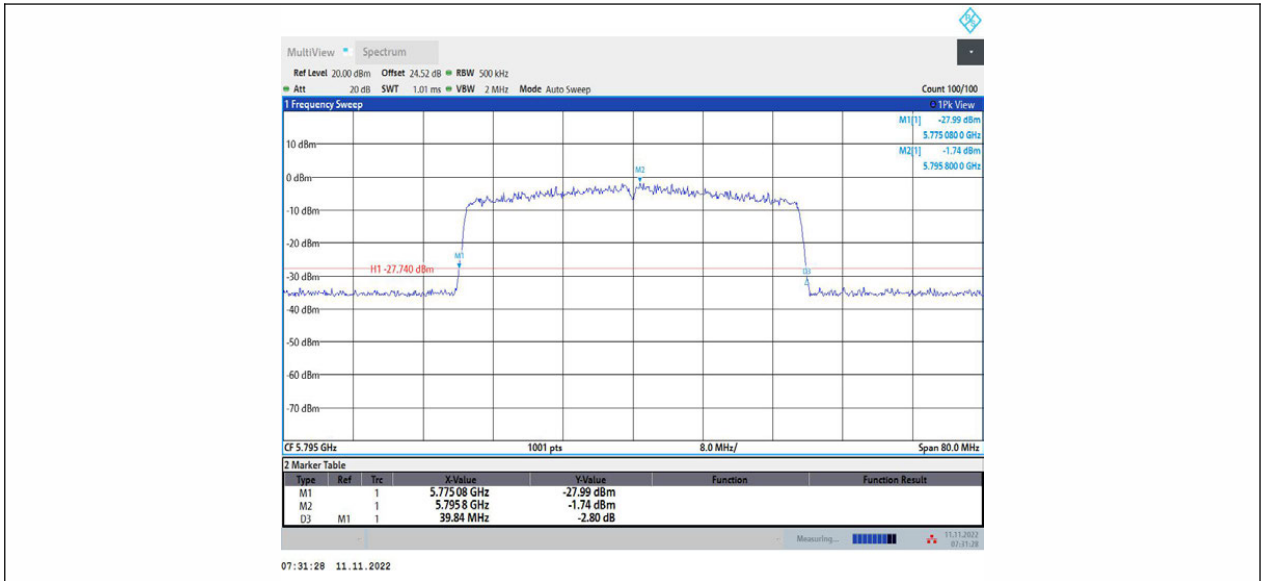 MultiView Spectrum
Ref Level 20.00 dBm Offset 24.52 dB RBW 500 kHz
Att 20 dB SWT 1.01 ms VBW 2 MHz Mode Auto Sweep Count 100/100
1 Frequency Sweep 1Pk View
M1[1] -27.99 dBm
5.775 080 0 GHz
10 dBm
M2[1] -1.74 dBm
5.795 800 0 GHz
M2
0 dBm
-10 dBm
-20 dBm
M1
H1 -27.740 dBm
D3
-30 dBm
-40 dBm
-50 dBm
-60 dBm
-70 dBm
CF 5.795 GHz 1001 pts 8.0 MHz/ Span 80.0 MHz
2 Marker Table
Type Ref Trc X-Value Y-Value Function Function Result
M1 1 5.77508 GHz -27.99 dBm
M2 1 5.7958 GHz -1.74 dBm
D3 M1 1 39.84 MHz -2.80 dB
Measuring... 11.11.2022
07:31:28
07:31:28 11.11.2022